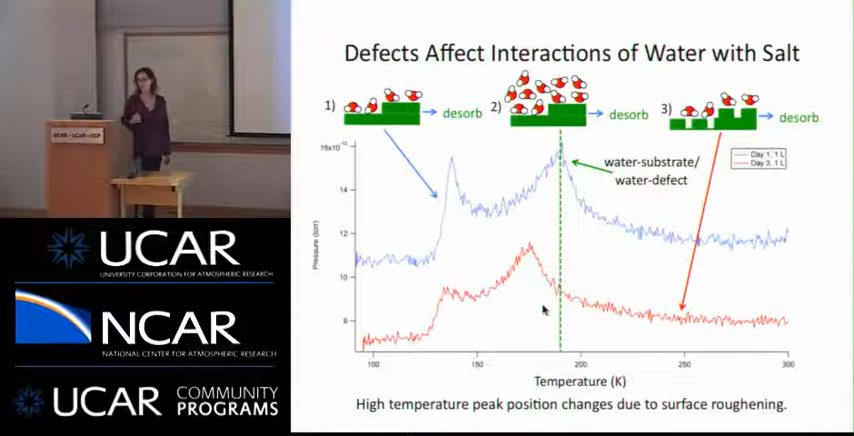 Defects Affect Interactions of Water with Salt
1)
desorb
2)
desorb
3)
desorb
water-substrate/
water-defect
Day 1, 1 L
Day 3, 1 L
16x10
14
12
10
8
Pressure (torr)
100
150
200
250
300
Temperature (K)
High temperature peak position changes due to surface roughening.
UCAR • UCAR • UCP
UCAR
UNIVERSITY CORPORATION FOR ATMOSPHERIC RESEARCH
NCAR
NATIONAL CENTER FOR ATMOSPHERIC RESEARCH
UCAR COMMUNITY
PROGRAMS